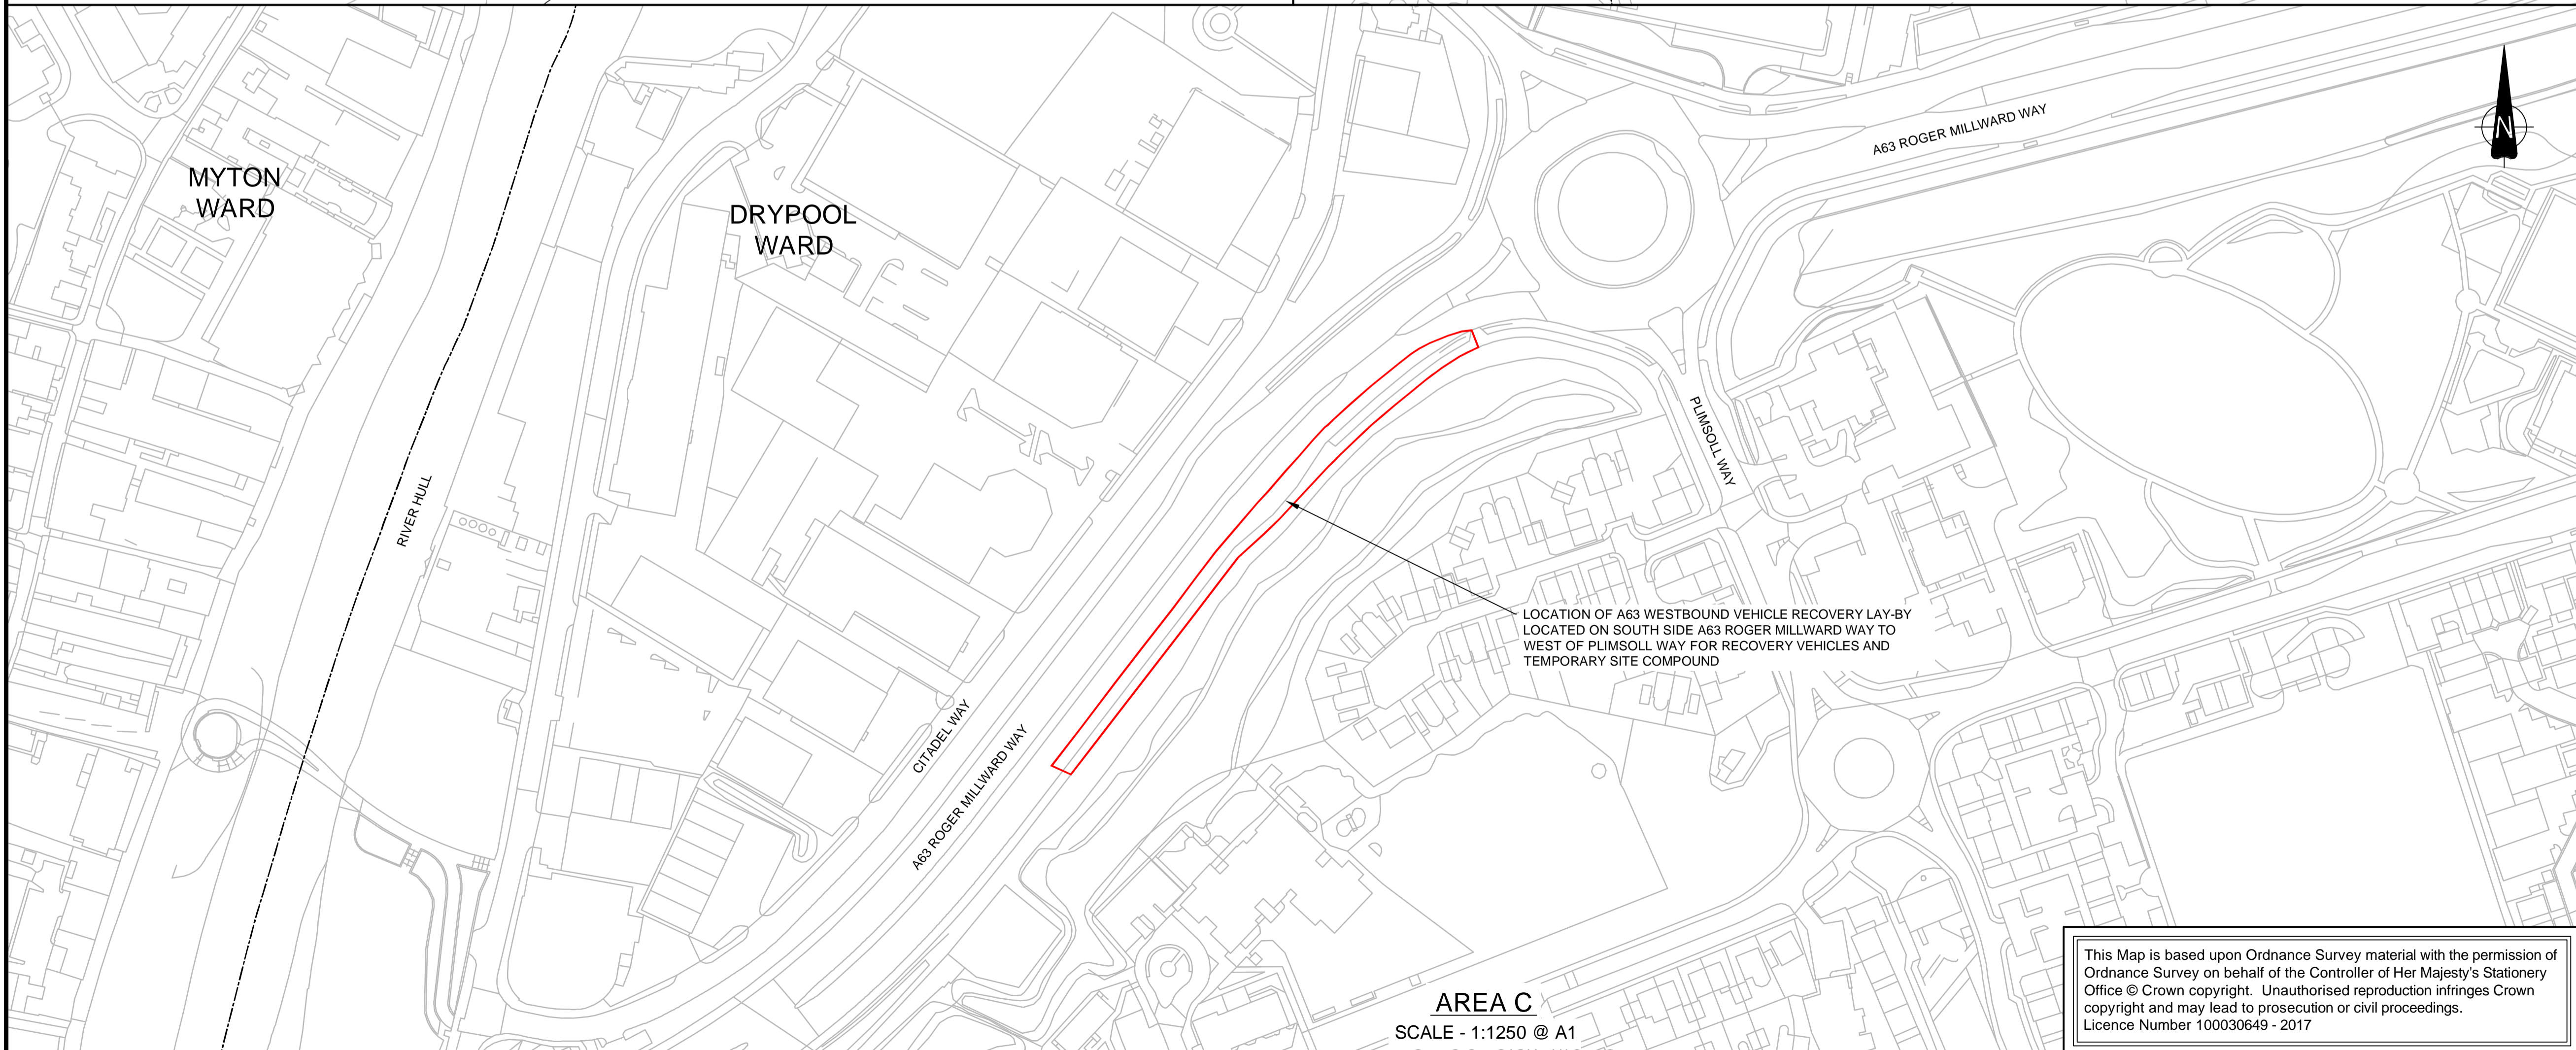 MYTON
WARD
DRYPOOL
WARD
A63 ROGER MILLWARD WAY
N
PLIMSOLL WAY
RIVER HULL
LOCATION OF A63 WESTBOUND VEHICLE RECOVERY LAY-BY
LOCATED ON SOUTH SIDE A63 ROGER MILLWARD WAY TO
WEST OF PLIMSOLL WAY FOR RECOVERY VEHICLES AND
TEMPORARY SITE COMPOUND
CITADEL WAY
A63 ROGER MILLWARD WAY
AREA C
SCALE - 1:1250 @ A1
This Map is based upon Ordnance Survey material with the permission of
Ordnance Survey on behalf of the Controller of Her Majesty's Stationery
Office © Crown copyright. Unauthorised reproduction infringes Crown
copyright and may lead to prosecution or civil proceedings.
Licence Number 100030649 - 2017